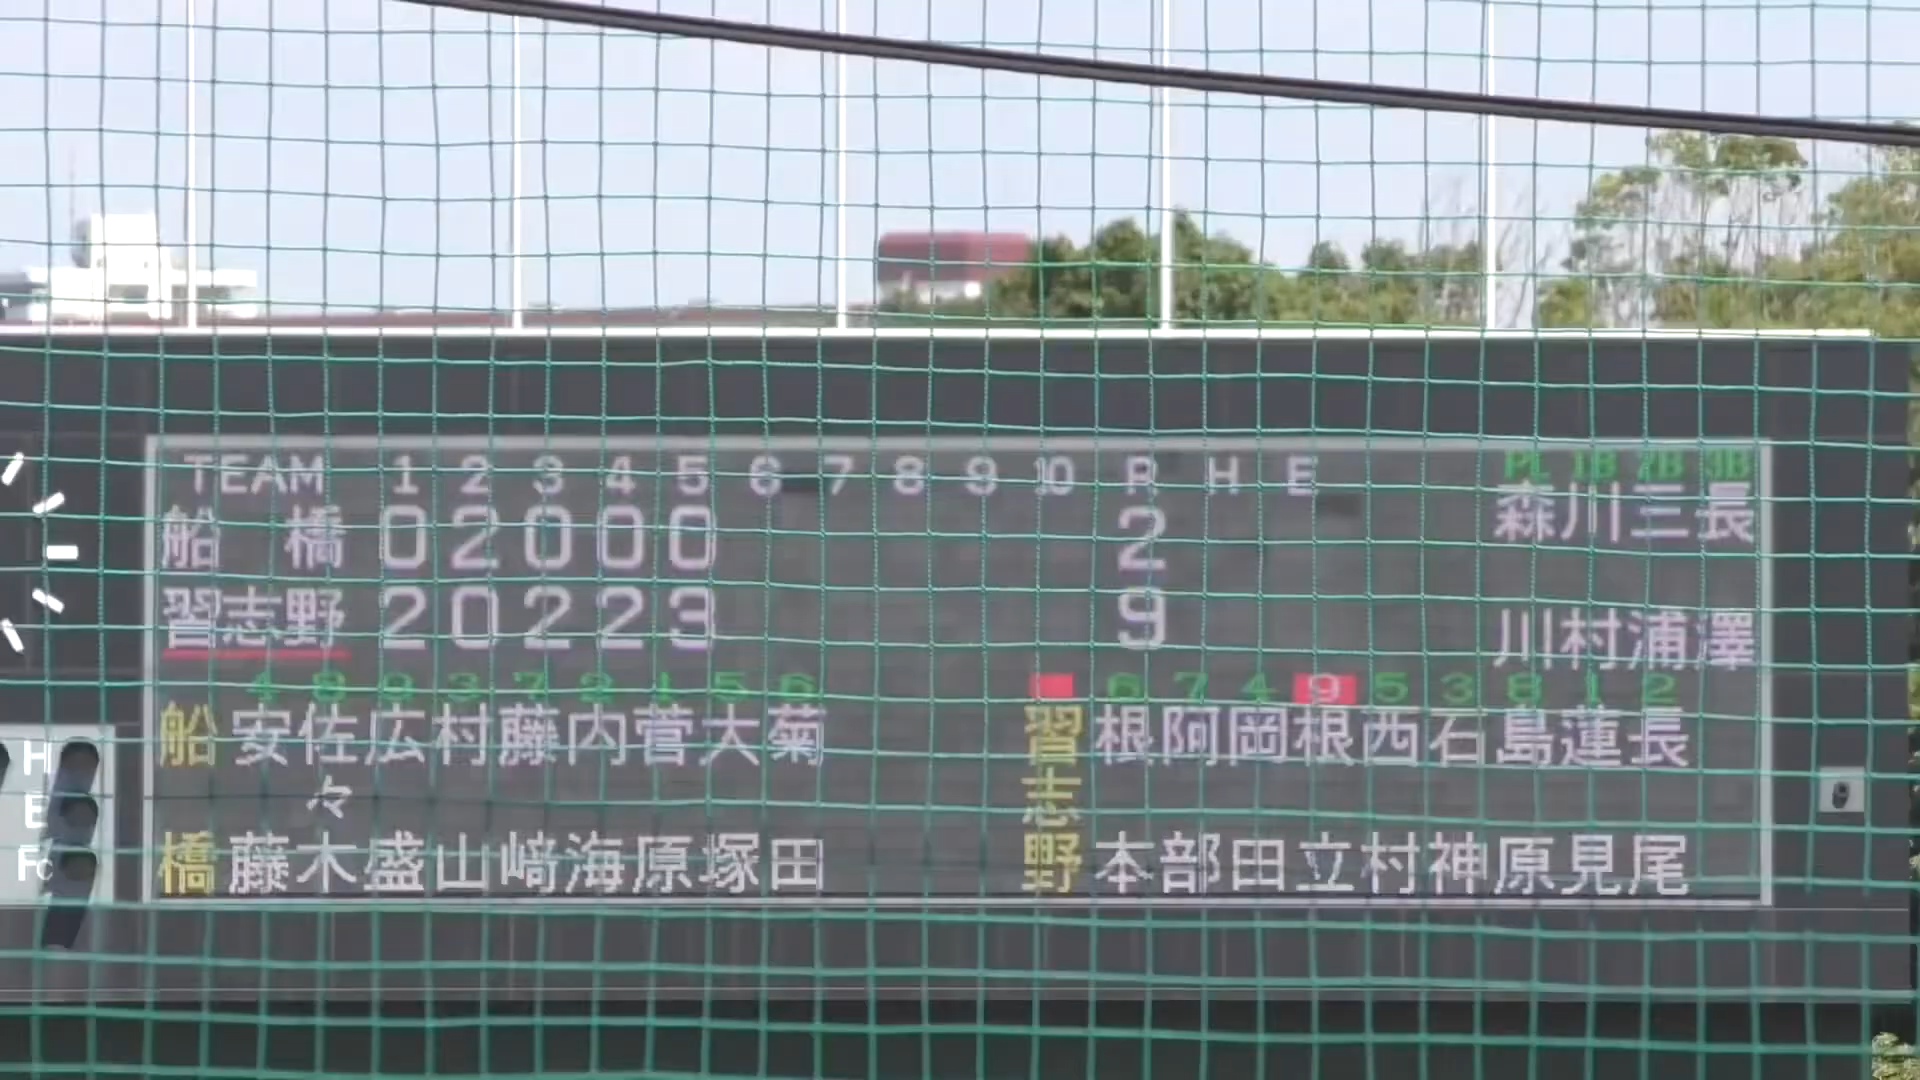 TEAM 1 2 3 4 5 6 7 8 9 10 R H E PL 1B 2B 3B
船橋 0 2 0 0 0 2 森川 三長
習志野 2 0 2 2 3 9 川村浦澤
4 8 9 3 7 2 1 5 6
6 7 4 9 5 3 8 1 2
船橋 安藤 佐々木 広盛 村山 藤﨑 内海 菅原 大塚 菊田
習志野 根本 阿部 岡田 根立 西村 石神 島原 蓮見 長尾
H
E
Fc